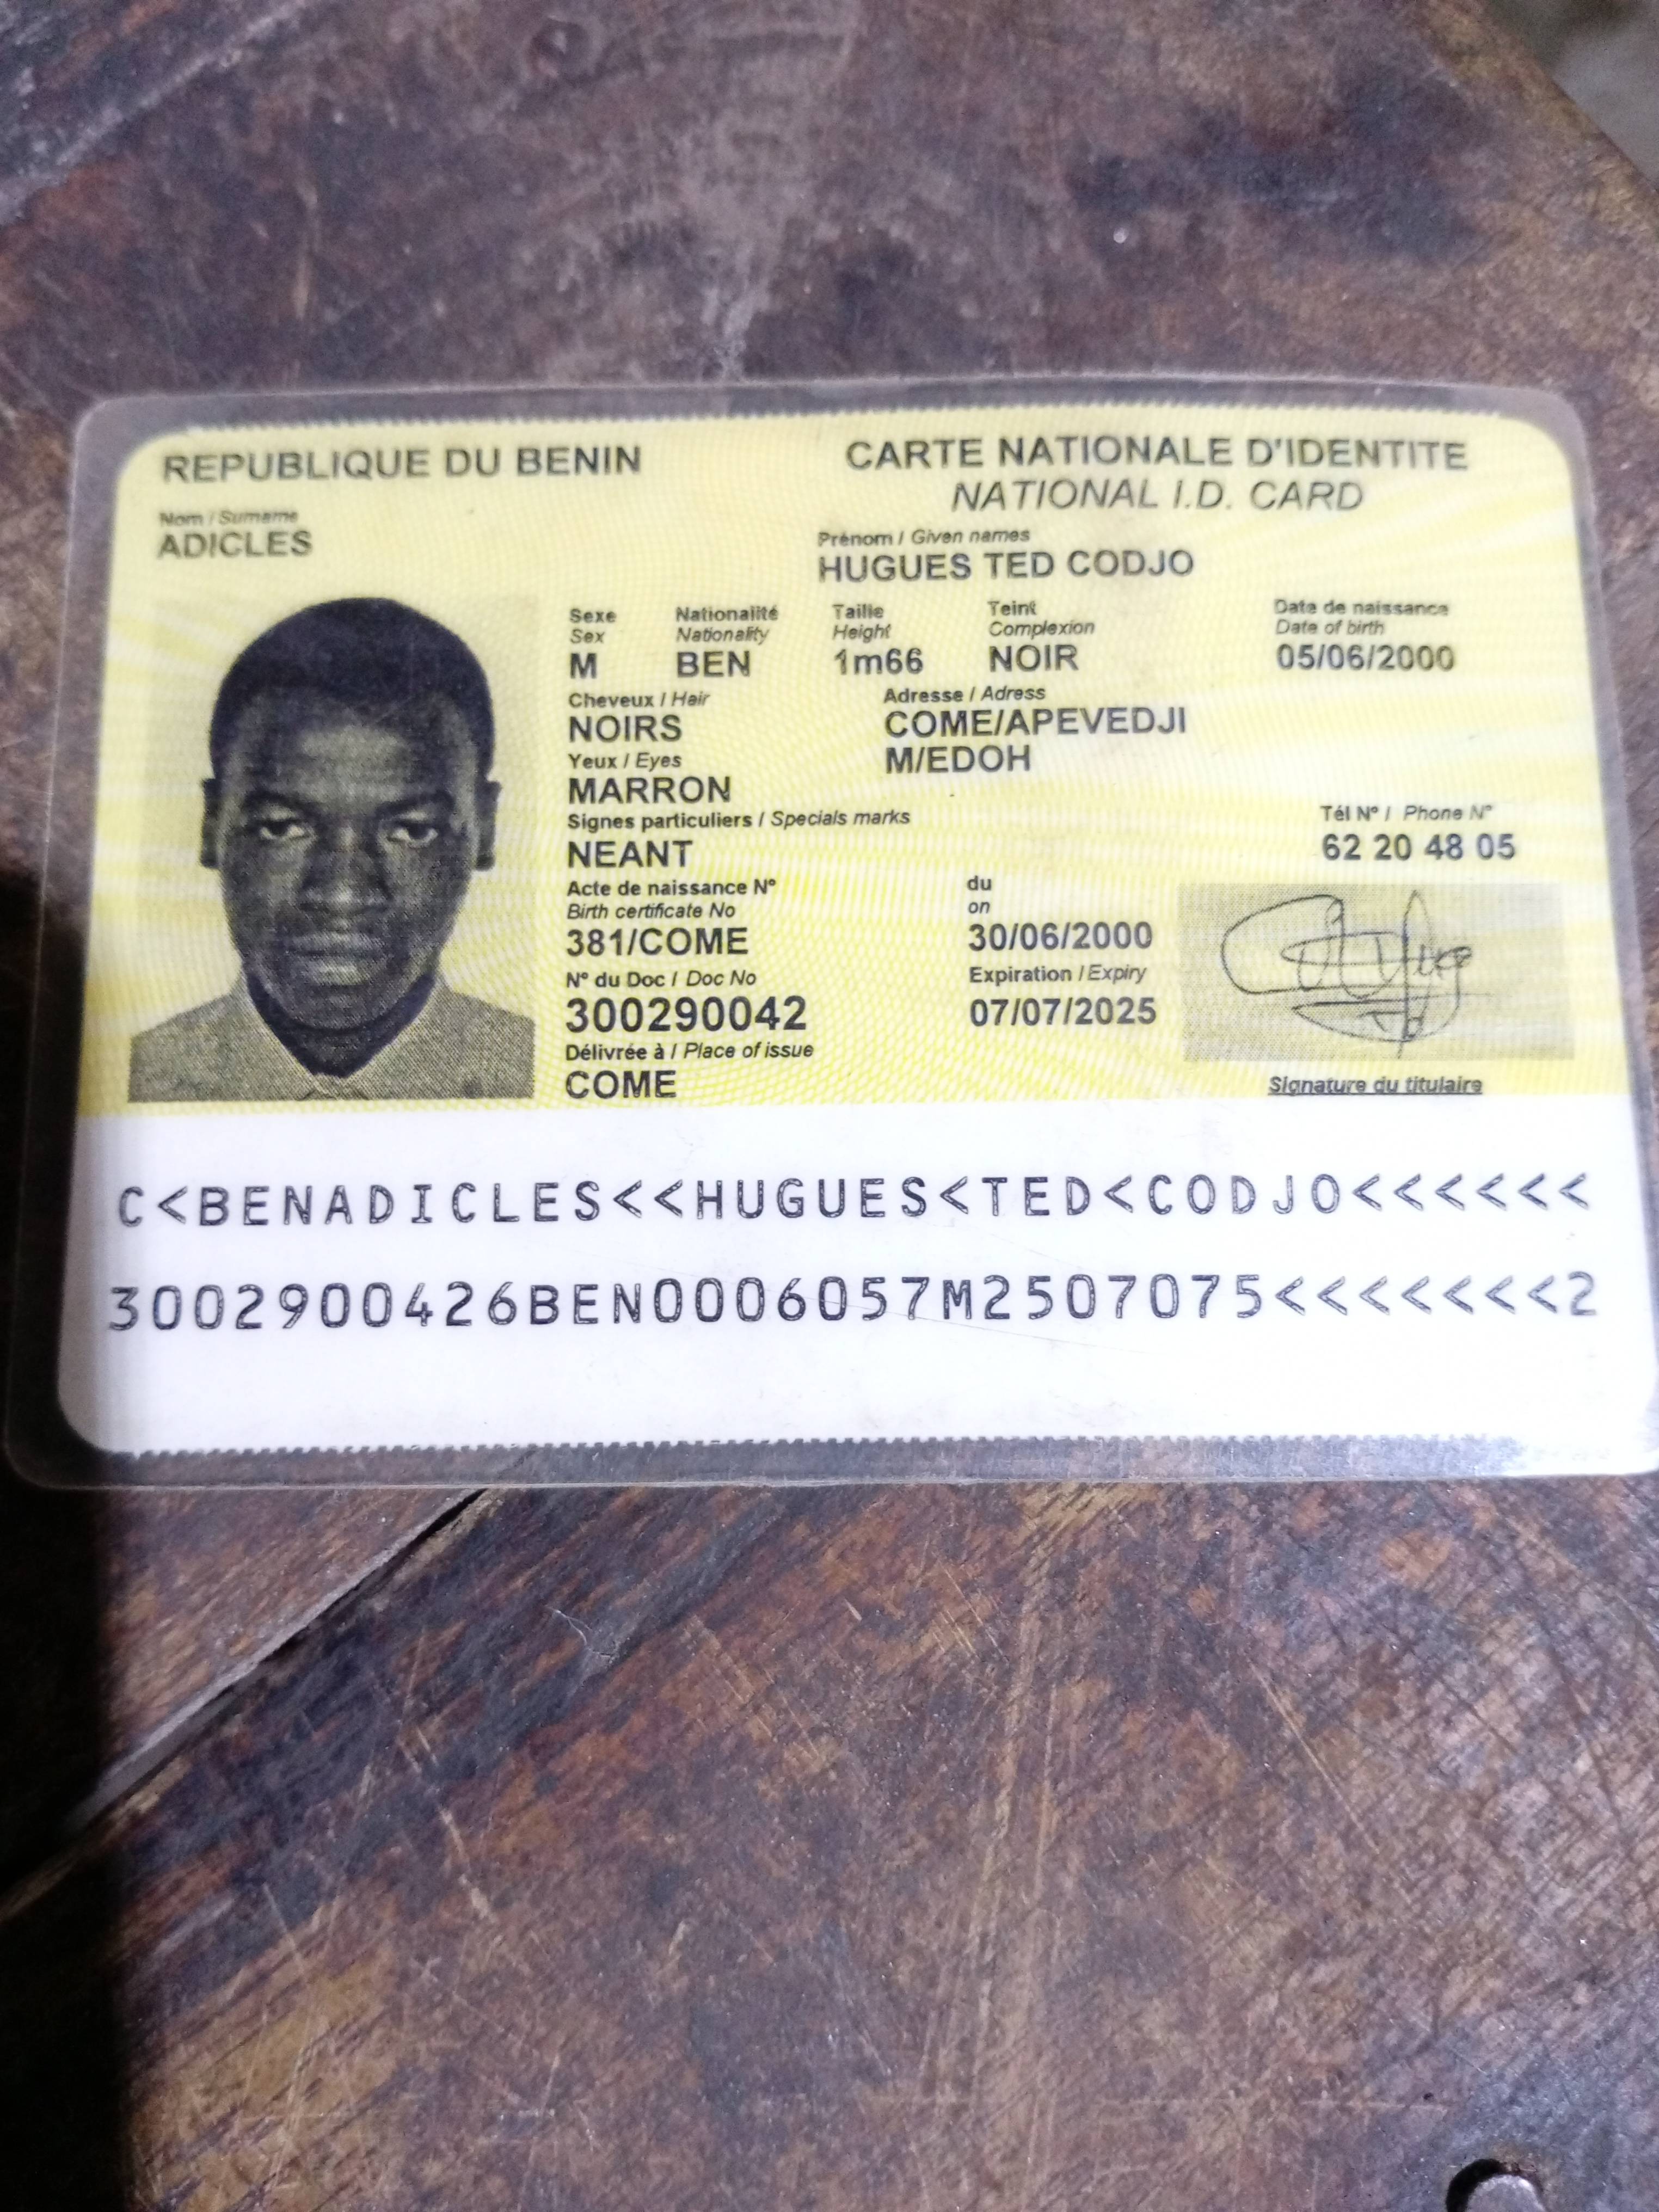 REPUBLIQUE DU BENIN
CARTE NATIONALE D'IDENTITE
NATIONAL I.D. CARD
Nom / Surname
ADICLES
Prénom / Given names
HUGUES TED CODJO
Sexe Nationalité Taille Teint Date de naissance
Sex Nationality Height Complexion Date of birth
M BEN 1m66 NOIR 05/06/2000
Cheveux / Hair Adresse / Adress
NOIRS COME/APEVEDJI
M/EDOH
Yeux / Eyes
MARRON
Signes particuliers / Specials marks Tél N° / Phone N°
NEANT 62 20 48 05
Acte de naissance N° du
Birth certificate No on
381/COME 30/06/2000
N° du Doc / Doc No Expiration / Expiry
300290042 07/07/2025
Délivrée à / Place of issue
COME
Signature du titulaire
C<BENADICLES<<HUGUES<TED<CODJO<<<<<<
3002900426BEN0006057M2507075<<<<<<<2